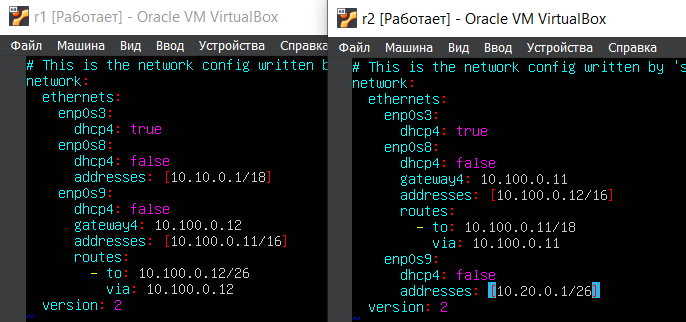 r1 [Работает] - Oracle VM VirtualBox
Файл Машина Вид Ввод Устройства Справка
# This is the network config written b
network:
  ethernets:
    enp0s3:
      dhcp4: true
    enp0s8:
      dhcp4: false
      addresses: [10.10.0.1/18]
    enp0s9:
      dhcp4: false
      gateway4: 10.100.0.12
      addresses: [10.100.0.11/16]
      routes:
        - to: 10.100.0.12/26
          via: 10.100.0.12
  version: 2
~
r2 [Работает] - Oracle VM VirtualBox
Файл Машина Вид Ввод Устройства Справка
# This is the network config written by 's
network:
  ethernets:
    enp0s3:
      dhcp4: true
    enp0s8:
      dhcp4: false
      gateway4: 10.100.0.11
      addresses: [10.100.0.12/16]
      routes:
        - to: 10.100.0.11/18
          via: 10.100.0.11
    enp0s9:
      dhcp4: false
      addresses: [10.20.0.1/26]
  version: 2
~